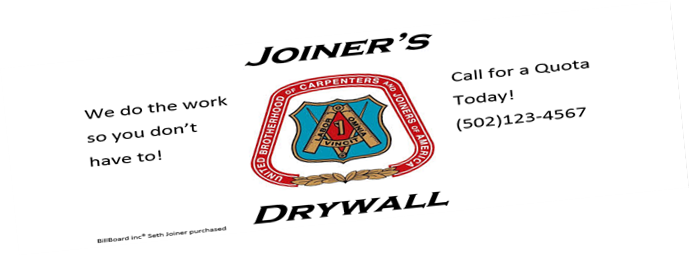 JOINER'S
We do the work
so you don't
have to!
UNITED BROTHERHOOD OF CARPENTERS AND JOINERS OF AMERICA
LABOR OMNIA
VINCIT
1
Call for a Quota
Today!
(502)123-4567
DRYWALL
BillBoard Inc® Seth Joiner purchased